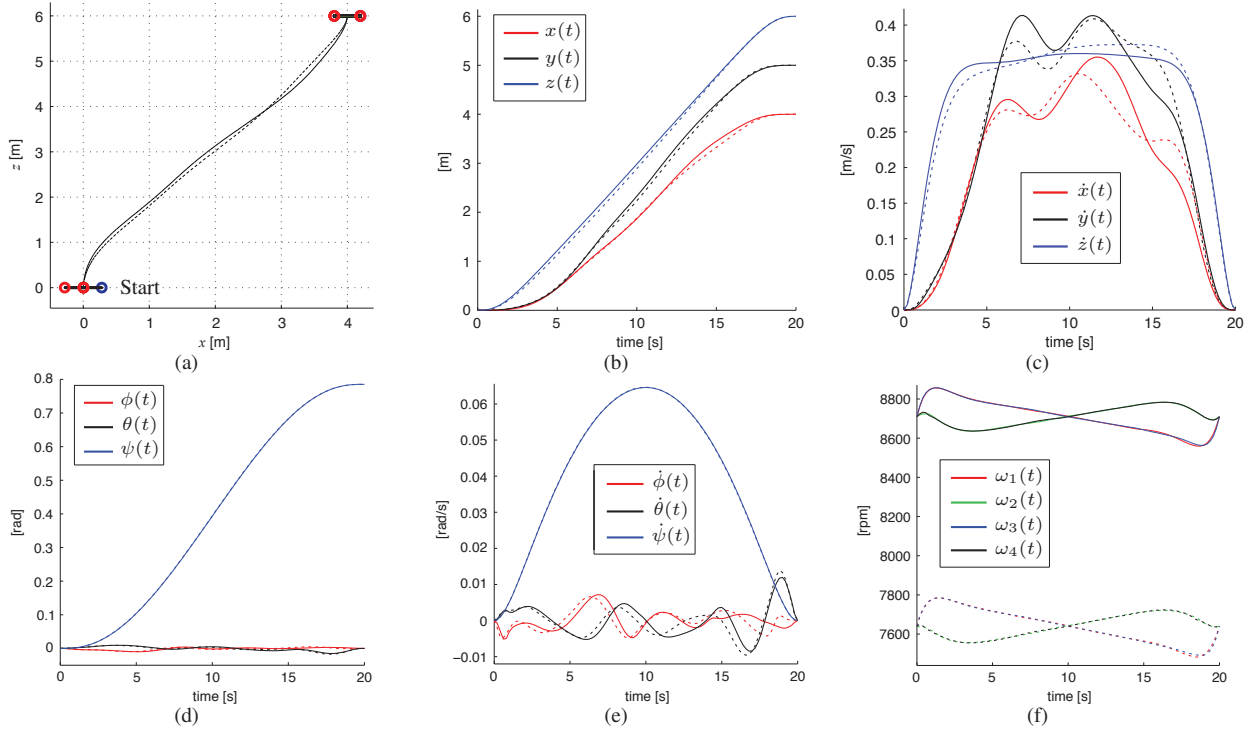 6
5
4
3
2
1
0
z [m]
Start
0 1 2 3 4
x [m]
(a)
6
5
4
3
2
1
0
[m]
x(t)
y(t)
z(t)
0 5 10 15 20
time [s]
(b)
0.4
0.35
0.3
0.25
0.2
0.15
0.1
0.05
0
[m/s]
ẋ(t)
ẏ(t)
ż(t)
0 5 10 15 20
time [s]
(c)
0.8
0.7
0.6
0.5
0.4
0.3
0.2
0.1
0
[rad]
ϕ(t)
θ(t)
ψ(t)
0 5 10 15 20
time [s]
(d)
0.06
0.05
0.04
0.03
0.02
0.01
0
−0.01
[rad/s]
ϕ̇(t)
θ̇(t)
ψ̇(t)
0 5 10 15 20
time [s]
(e)
8800
8600
8400
8200
8000
7800
7600
[rpm]
ω₁(t)
ω₂(t)
ω₃(t)
ω₄(t)
0 5 10 15 20
time [s]
(f)